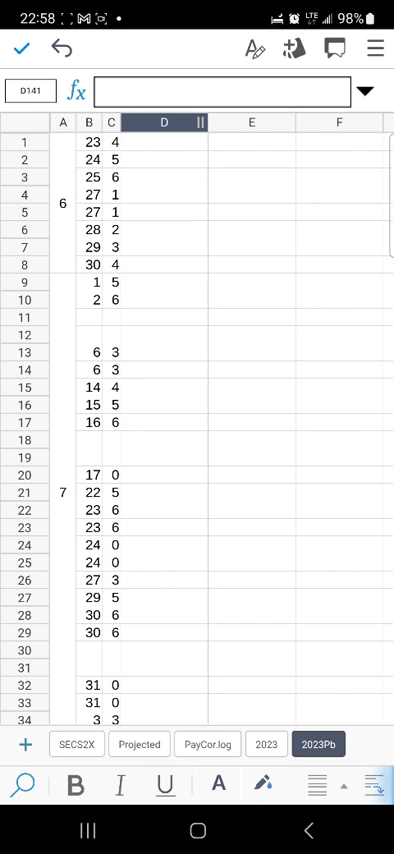 22:58 LTE 98%
D141 fx
A B C D E F
1 23 4
2 24 5
3 25 6
4 27 1
6
5 27 1
6 28 2
7 29 3
8 30 4
9 1 5
10 2 6
11
12
13 6 3
14 6 3
15 14 4
16 15 5
17 16 6
18
19
20 17 0
21 7 22 5
22 23 6
23 23 6
24 24 0
25 24 0
26 27 3
27 29 5
28 30 6
29 30 6
30
31
32 31 0
33 31 0
34 3 3
+ SECS2X Projected PayCor.log 2023 2023Pb
B I U A